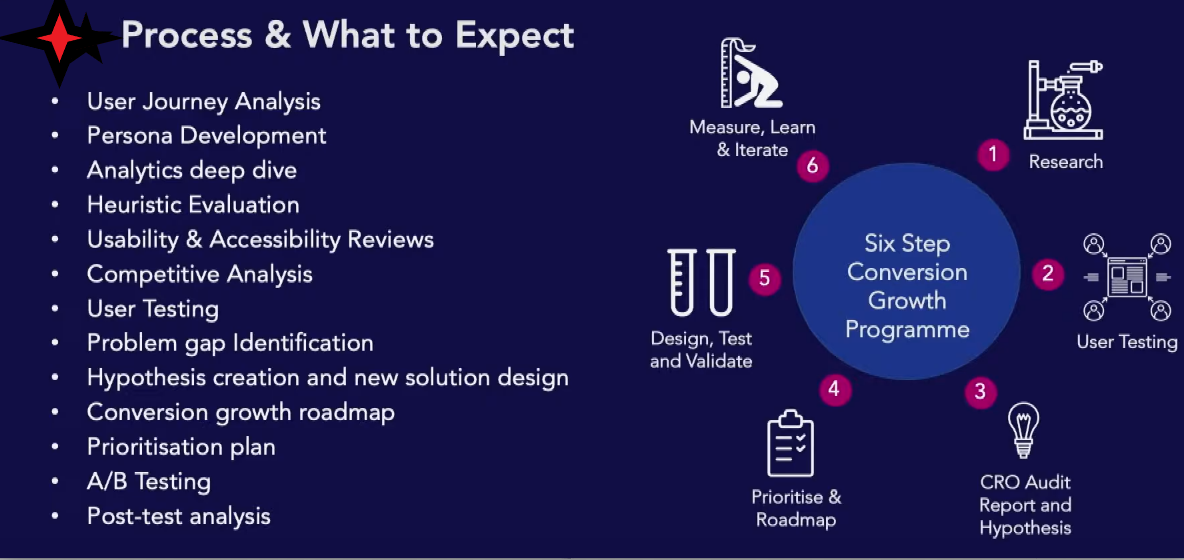 Process & What to Expect
• User Journey Analysis
• Persona Development
• Analytics deep dive
• Heuristic Evaluation
• Usability & Accessibility Reviews
• Competitive Analysis
• User Testing
• Problem gap Identification
• Hypothesis creation and new solution design
• Conversion growth roadmap
• Prioritisation plan
• A/B Testing
• Post-test analysis
Six Step
Conversion
Growth
Programme
1
Research
2
User Testing
3
CRO Audit
Report and
Hypothesis
4
Prioritise &
Roadmap
5
Design, Test
and Validate
6
Measure, Learn
& Iterate